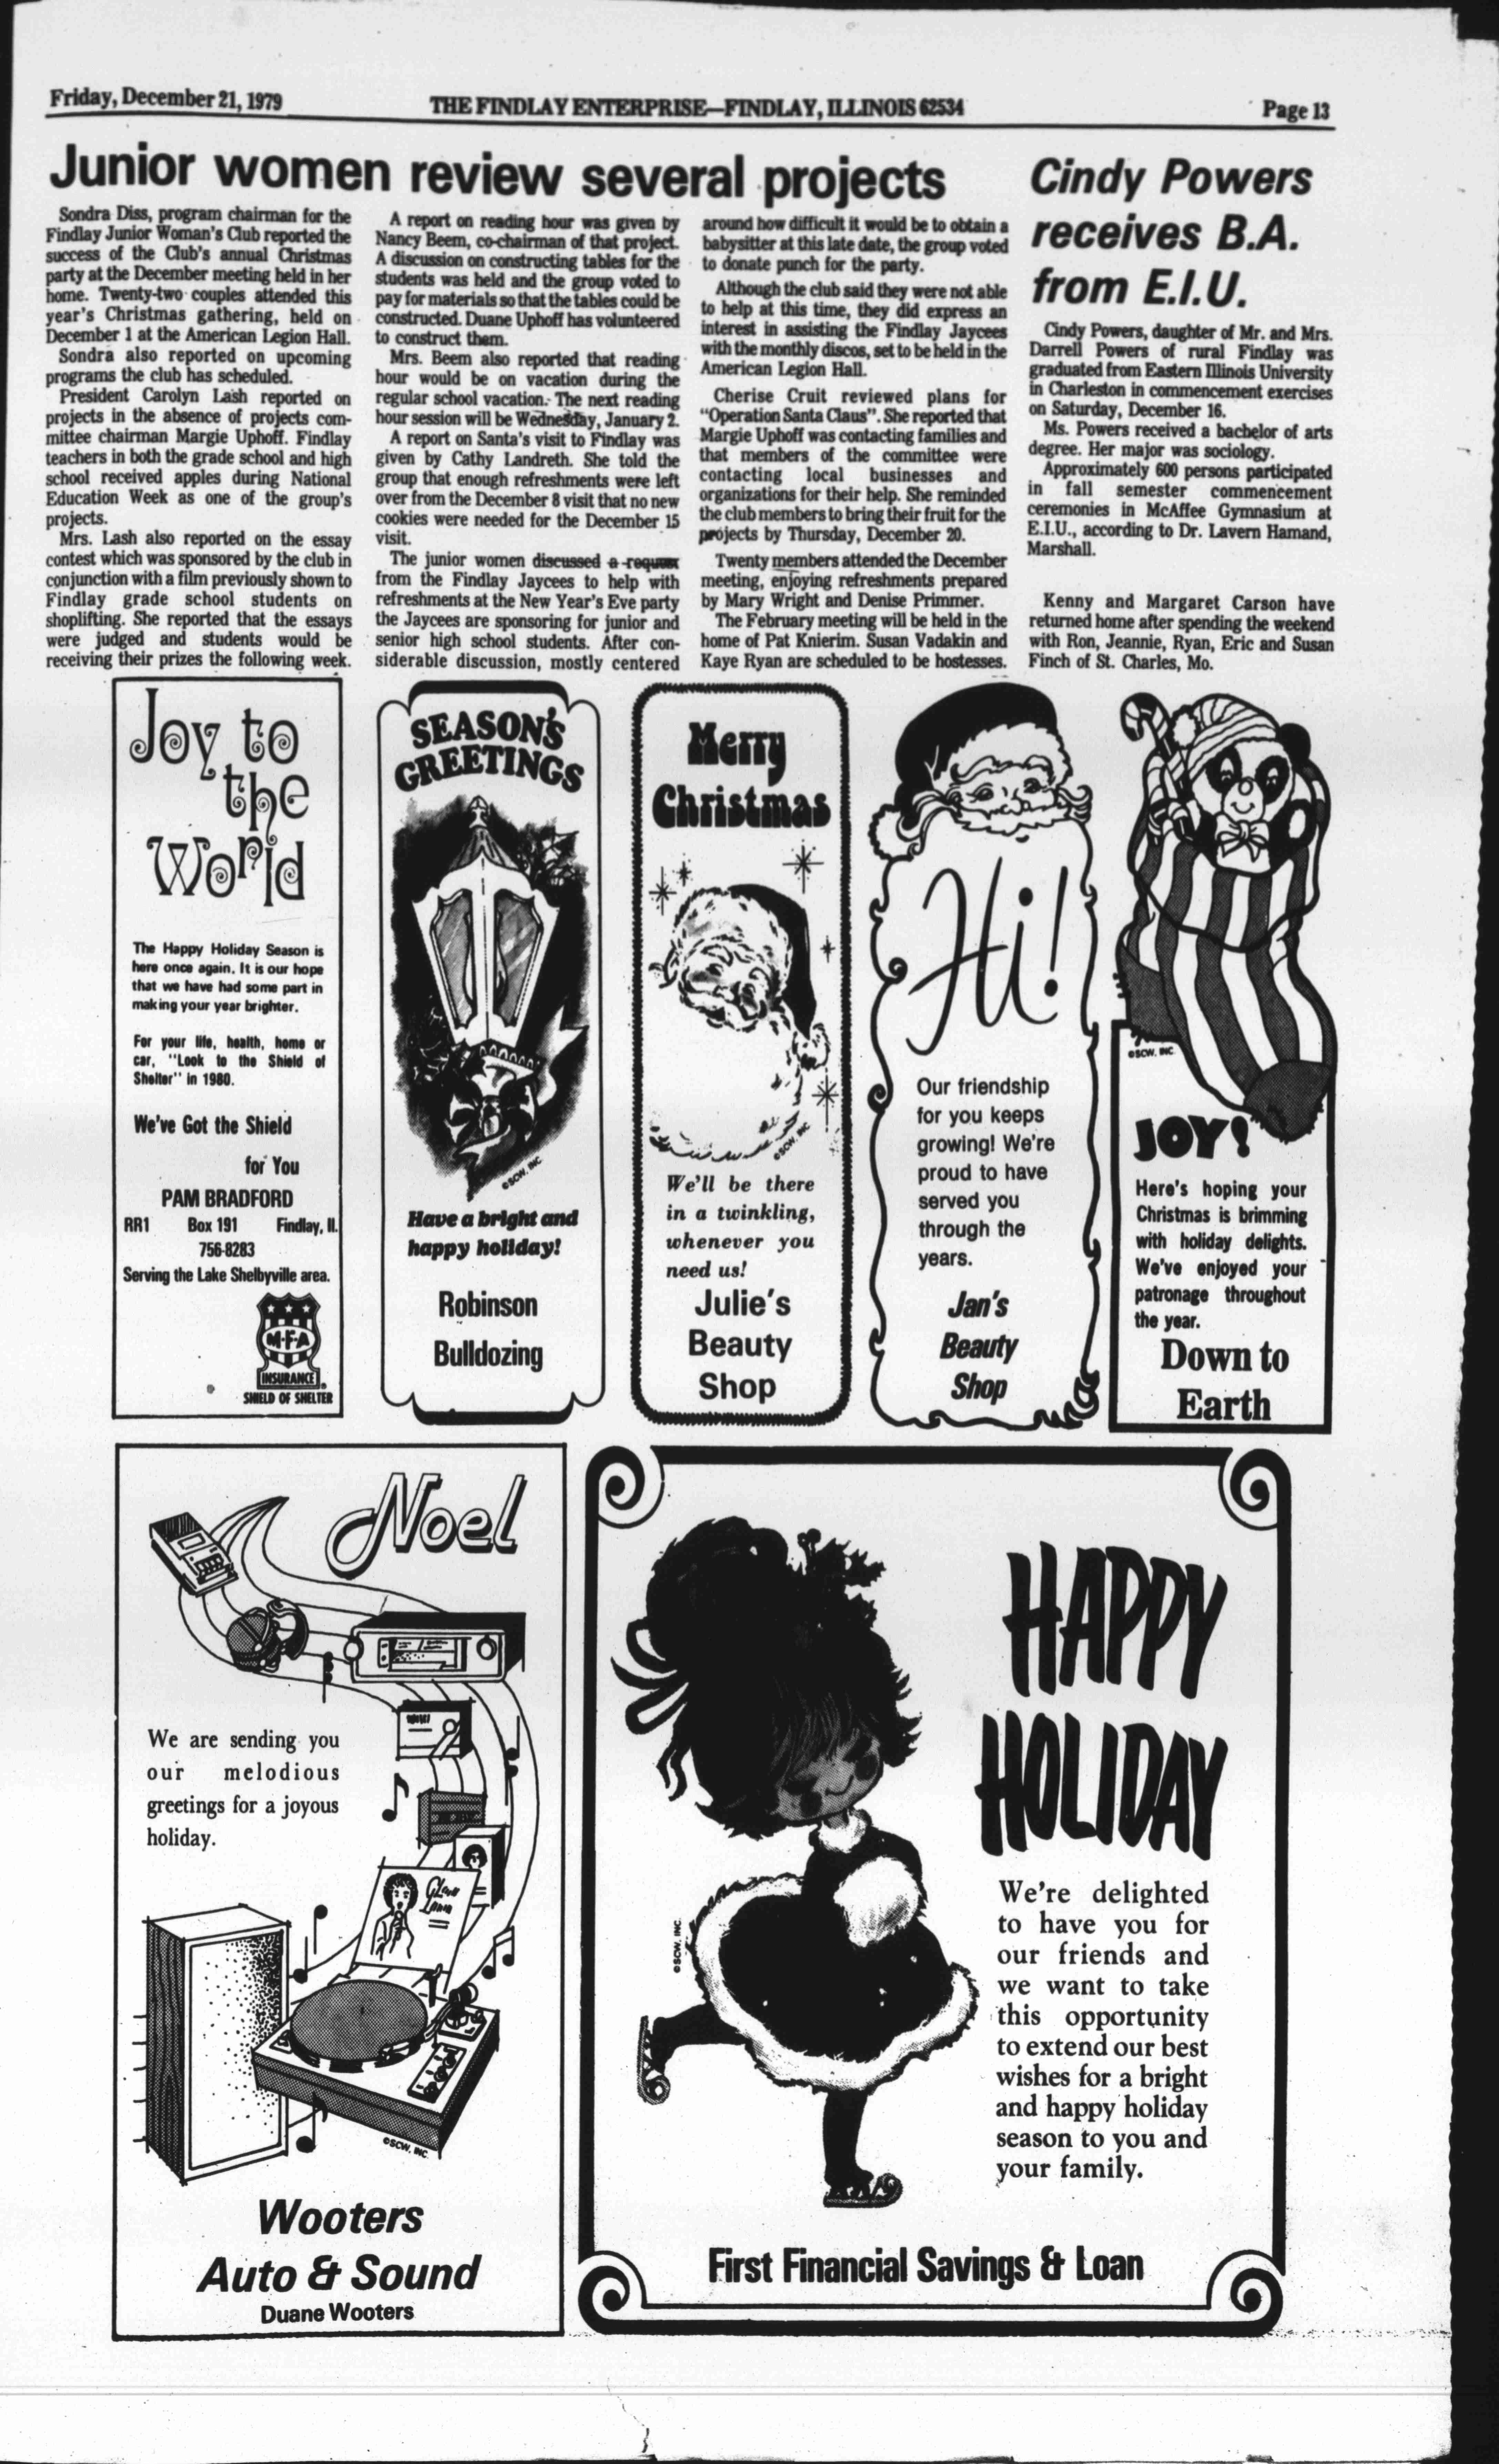 Friday, December 21, 1979
THE FINDLAY ENTERPRISE—FINDLAY, ILLINOIS 62534
Page 13
Junior women review several projects
Sondra Diss, program chairman for the
Findlay Junior Woman's Club reported the
success of the Club's annual Christmas
party at the December meeting held in her
home. Twenty-two couples attended this
year's Christmas gathering, held on
December 1 at the American Legion Hall.
Sondra also reported on upcoming
programs the club has scheduled.
President Carolyn Lash reported on
projects in the absence of projects com-
mittee chairman Margie Uphoff. Findlay
teachers in both the grade school and high
school received apples during National
Education Week as one of the group's
projects.
Mrs. Lash also reported on the essay
contest which was sponsored by the club in
conjunction with a film previously shown to
Findlay grade school students on
shoplifting. She reported that the essays
were judged and students would be
receiving their prizes the following week.
A report on reading hour was given by
Nancy Beem, co-chairman of that project.
A discussion on constructing tables for the
students was held and the group voted to
pay for materials so that the tables could be
constructed. Duane Uphoff has volunteered
to construct them.
Mrs. Beem also reported that reading
hour would be on vacation during the
regular school vacation. The next reading
hour session will be Wednesday, January 2.
A report on Santa's visit to Findlay was
given by Cathy Landreth. She told the
group that enough refreshments were left
over from the December 8 visit that no new
cookies were needed for the December 15
visit.
The junior women discussed a request
from the Findlay Jaycees to help with
refreshments at the New Year's Eve party
the Jaycees are sponsoring for junior and
senior high school students. After con-
siderable discussion, mostly centered
around how difficult it would be to obtain a
babysitter at this late date, the group voted
to donate punch for the party.
Although the club said they were not able
to help at this time, they did express an
interest in assisting the Findlay Jaycees
with the monthly discos, set to be held in the
American Legion Hall.
Cherise Cruit reviewed plans for
"Operation Santa Claus". She reported that
Margie Uphoff was contacting families and
that members of the committee were
contacting local businesses and
organizations for their help. She reminded
the club members to bring their fruit for the
projects by Thursday, December 20.
Twenty members attended the December
meeting, enjoying refreshments prepared
by Mary Wright and Denise Primmer.
The February meeting will be held in the
home of Pat Knierim. Susan Vadakin and
Kaye Ryan are scheduled to be hostesses.
Cindy Powers
receives B.A.
from E.I.U.
Cindy Powers, daughter of Mr. and Mrs.
Darrell Powers of rural Findlay was
graduated from Eastern Illinois University
in Charleston in commencement exercises
on Saturday, December 16.
Ms. Powers received a bachelor of arts
degree. Her major was sociology.
Approximately 600 persons participated
in fall semester commencement
ceremonies in McAffee Gymnasium at
E.I.U., according to Dr. Lavern Hamand,
Marshall.
Kenny and Margaret Carson have
returned home after spending the weekend
with Ron, Jeannie, Ryan, Eric and Susan
Finch of St. Charles, Mo.
Joy to
the
World
The Happy Holiday Season is
here once again. It is our hope
that we have had some part in
making your year brighter.
For your life, health, home or
car, "Look to the Shield of
Shelter" in 1980.
We've Got the Shield
for You
PAM BRADFORD
RR1 Box 191 Findlay, Il.
756-8283
Serving the Lake Shelbyville area.
M·F·A
INSURANCE
SHIELD OF SHELTER
SEASON'S
GREETINGS
©SCW, INC
Have a bright and
happy holiday!
Robinson
Bulldozing
Merry
Christmas
©SCW, INC
We'll be there
in a twinkling,
whenever you
need us!
Julie's
Beauty
Shop
Hi!
Our friendship
for you keeps
growing! We're
proud to have
served you
through the
years.
Jan's
Beauty
Shop
©SCW, INC
JOY!
Here's hoping your
Christmas is brimming
with holiday delights.
We've enjoyed your
patronage throughout
the year.
Down to
Earth
Noel
We are sending you
our melodious
greetings for a joyous
holiday.
©SCW, INC
Wooters
Auto & Sound
Duane Wooters
HAPPY
HOLIDAY
©SCW, INC.
We're delighted
to have you for
our friends and
we want to take
this opportunity
to extend our best
wishes for a bright
and happy holiday
season to you and
your family.
First Financial Savings & Loan